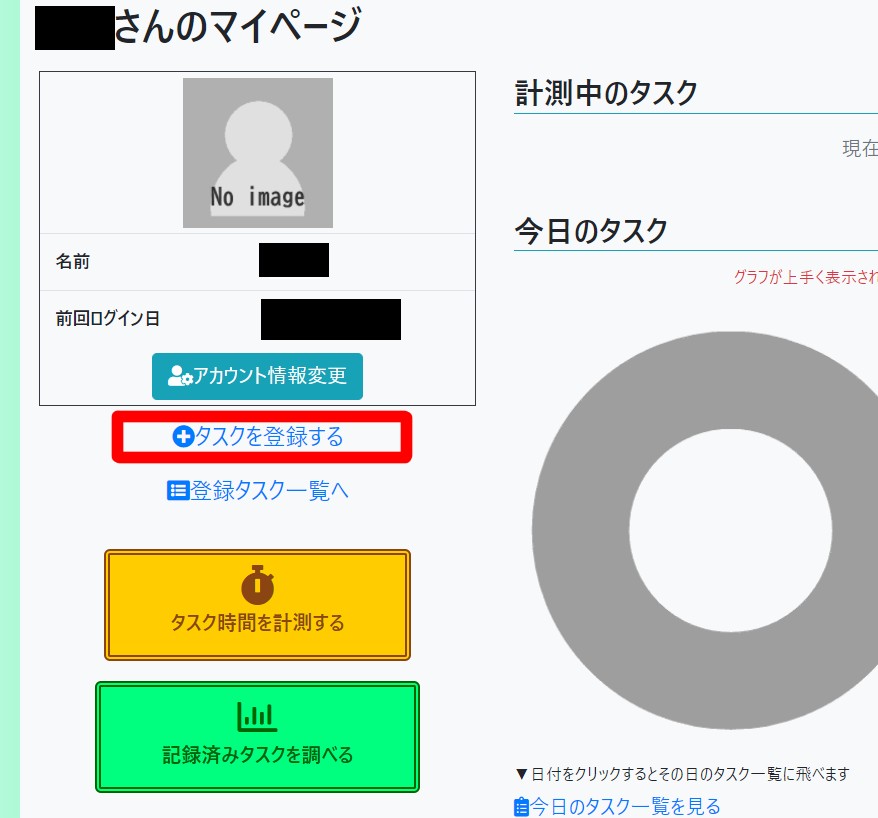 さんのマイページ
No image
名前
前回ログイン日
アカウント情報変更
タスクを登録する
登録タスク一覧へ
タスク時間を計測する
記録済みタスクを調べる
計測中のタスク
現在
今日のタスク
グラフが上手く表示され
▼日付をクリックするとその日のタスク一覧に飛べます
今日のタスク一覧を見る